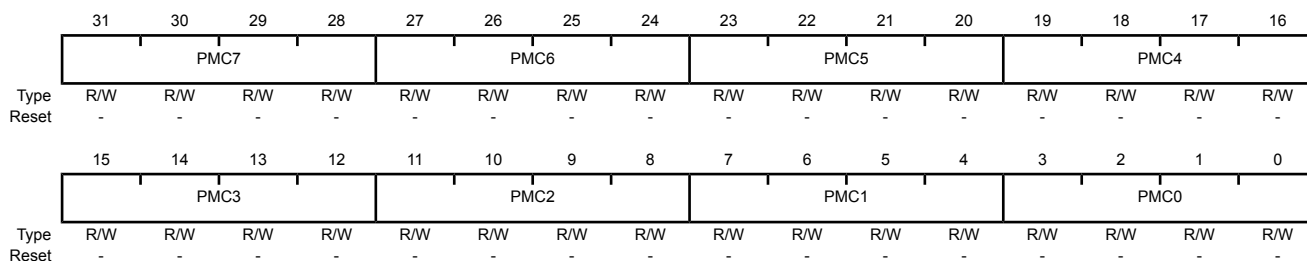 31 30 29 28 27 26 25 24 23 22 21 20 19 18 17 16
PMC7 PMC6 PMC5 PMC4
Type R/W R/W R/W R/W R/W R/W R/W R/W R/W R/W R/W R/W R/W R/W R/W R/W
Reset - - - - - - - - - - - - - - - -
15 14 13 12 11 10 9 8 7 6 5 4 3 2 1 0
PMC3 PMC2 PMC1 PMC0
Type R/W R/W R/W R/W R/W R/W R/W R/W R/W R/W R/W R/W R/W R/W R/W R/W
Reset - - - - - - - - - - - - - - - -